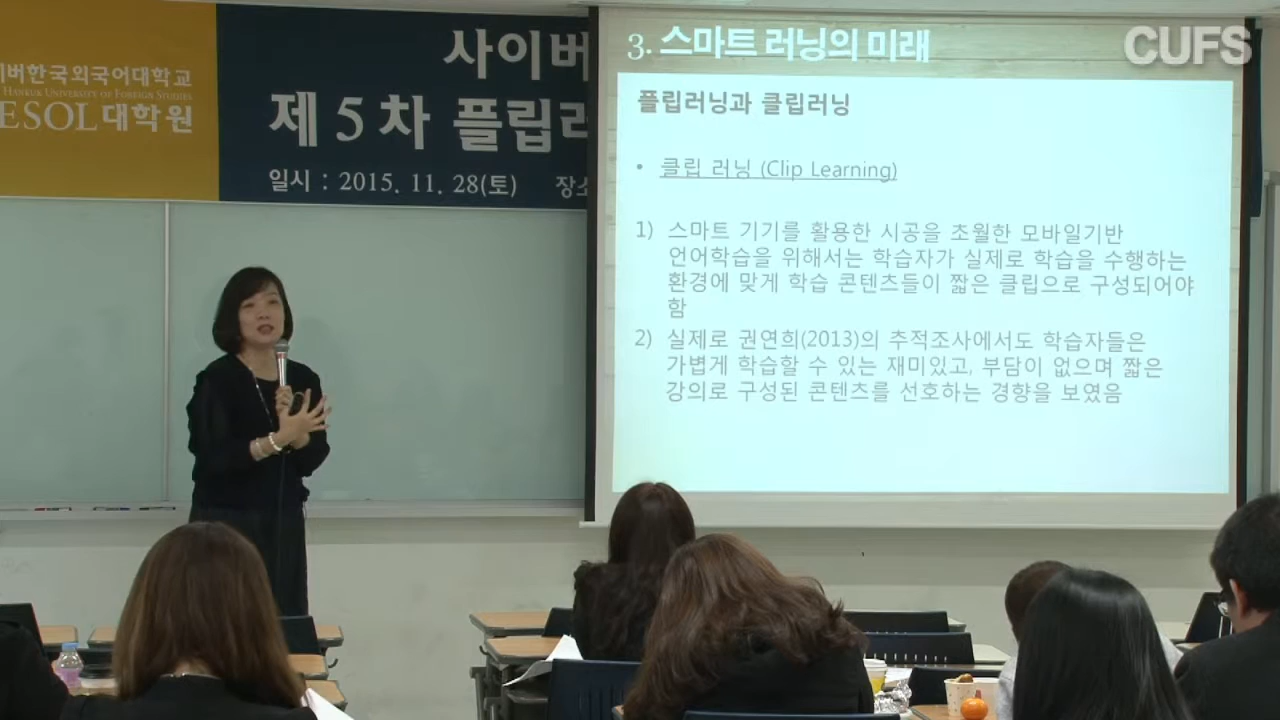 버한국외국어대학교
HANKUK UNIVERSITY OF FOREIGN STUDIES
ESOL 대학원
사이버
제 5 차 플립러
일시 : 2015. 11. 28(토) 장소
3. 스마트 러닝의 미래
CUFS
플립러닝과 클립러닝
• 클립 러닝 (Clip Learning)
1) 스마트 기기를 활용한 시공을 초월한 모바일기반
언어학습을 위해서는 학습자가 실제로 학습을 수행하는
환경에 맞게 학습 콘텐츠들이 짧은 클립으로 구성되어야
함
2) 실제로 권연희(2013)의 추적조사에서도 학습자들은
가볍게 학습할 수 있는 재미있고, 부담이 없으며 짧은
강의로 구성된 콘텐츠를 선호하는 경향을 보였음